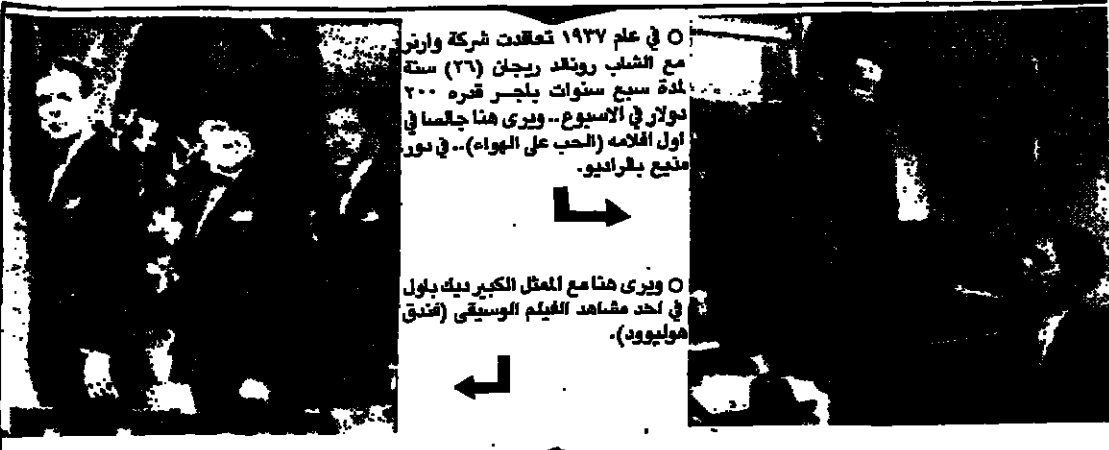 ○ في عام ١٩٣٧ تعاقدت شركة وارنر
مع الشاب رونالد ريجان (٢٦) سنة
لمدة سبع سنوات باجر قدره ٢٠٠
دولار في الاسبوع.. ويرى هنا جالسا في
اول افلامه (الحب على الهواء).. في دور
مذيع بالراديو.
○ ويرى هنا مع الممثل الكبير ديك باول
في احد مشاهد الفيلم الموسيقى (فندق
هوليوود).